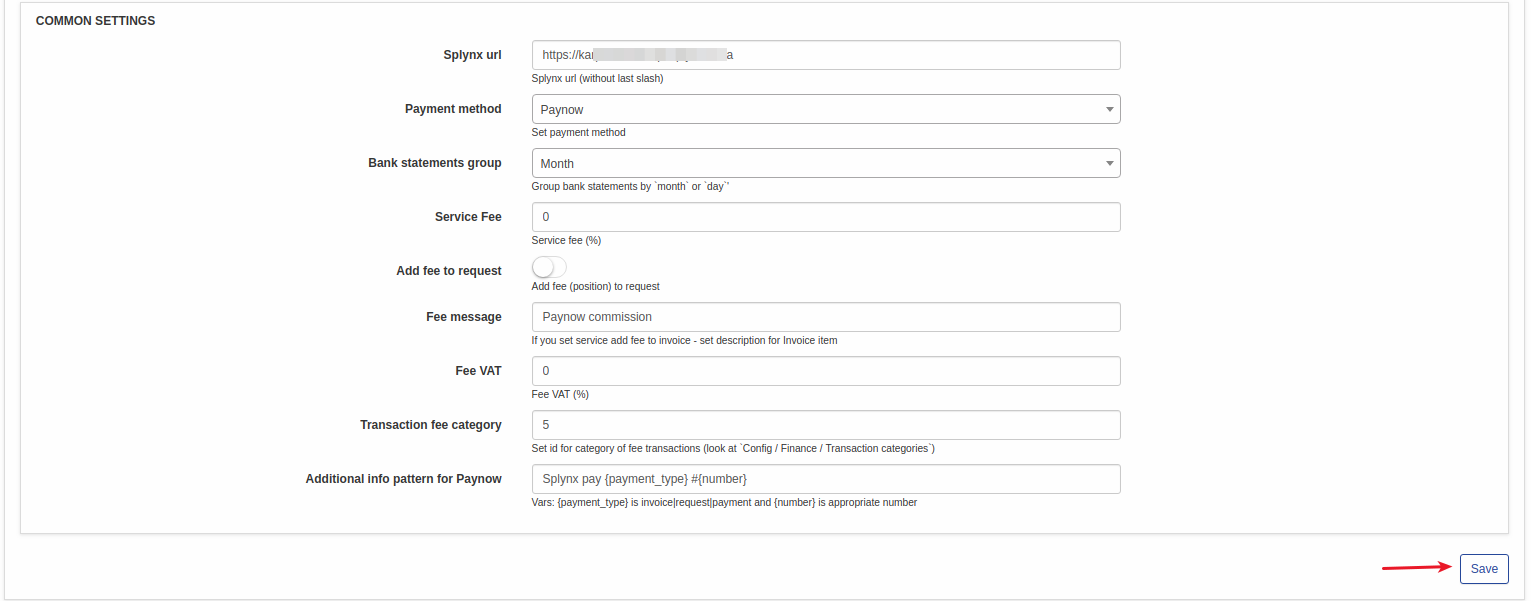 COMMON SETTINGS
Splynx url
https://ka
Splynx url (without last slash)
Payment method
Paynow
Set payment method
Bank statements group
Month
Group bank statements by `month` or `day`'
Service Fee
0
Service fee (%)
Add fee to request
Add fee (position) to request
Fee message
Paynow commission
If you set service add fee to invoice - set description for Invoice item
Fee VAT
0
Fee VAT (%)
Transaction fee category
5
Set id for category of fee transactions (look at `Config / Finance / Transaction categories`)
Additional info pattern for Paynow
Splynx pay {payment_type} #{number}
Vars: {payment_type} is invoice|request|payment and {number} is appropriate number
Save